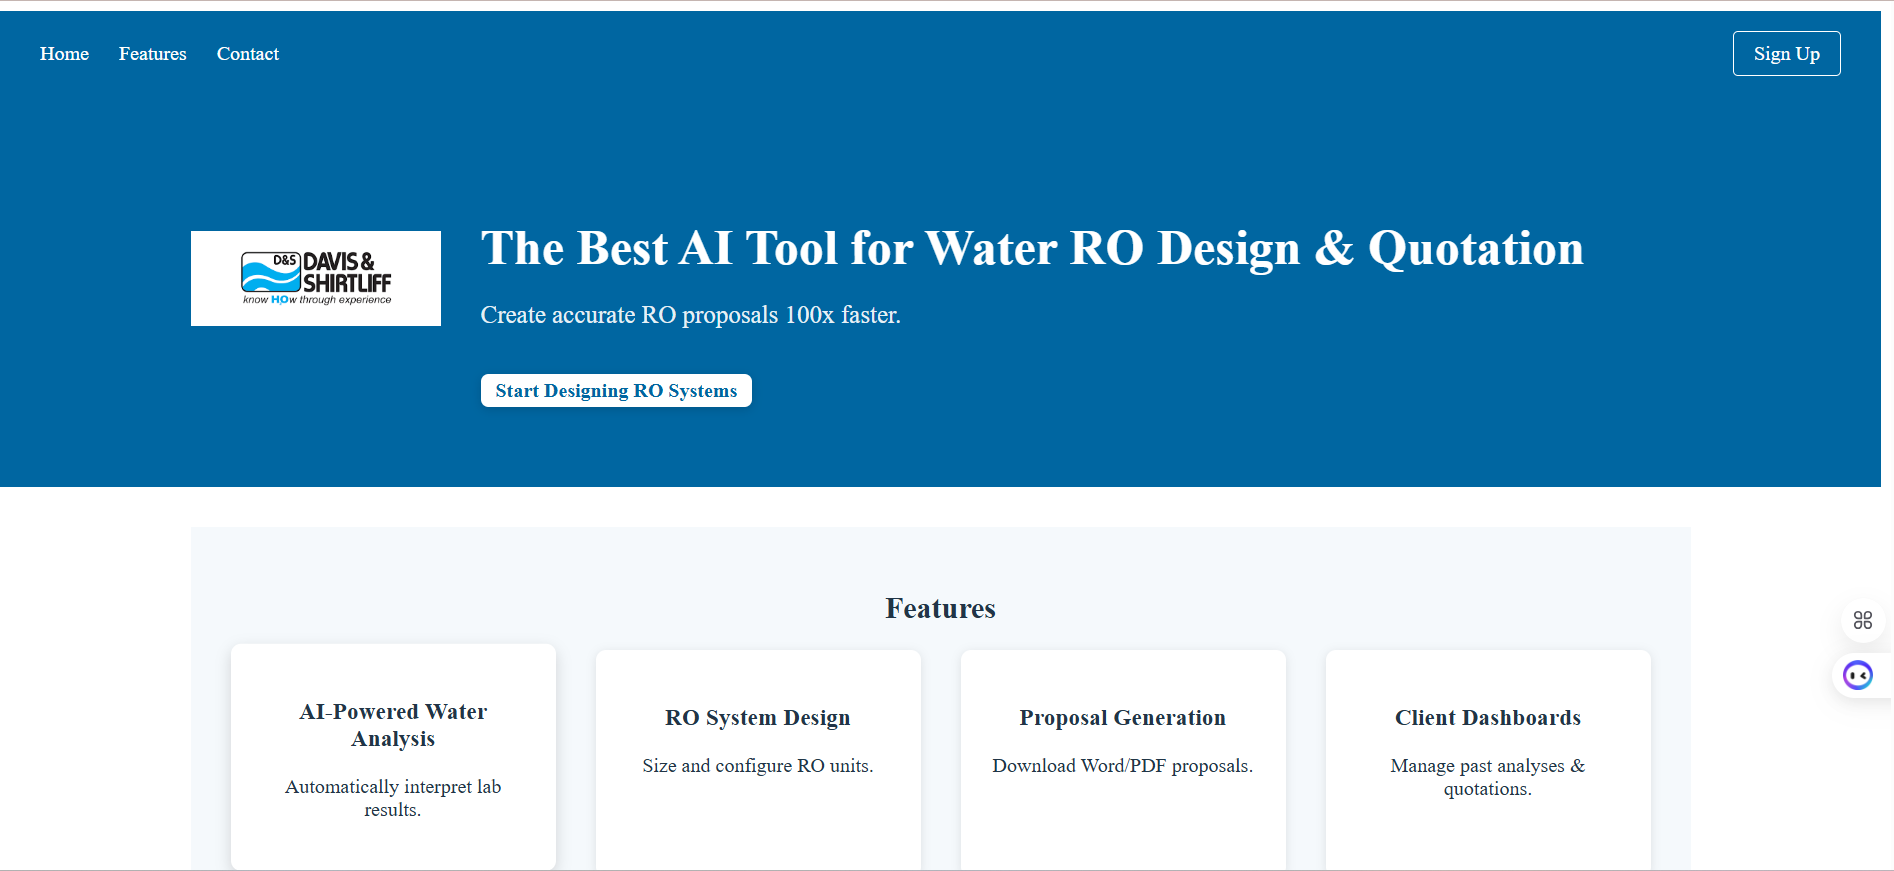 Home Features Contact Sign Up
D&S DAVIS &
SHIRTLIFF
know H2Ow through experience
The Best AI Tool for Water RO Design & Quotation
Create accurate RO proposals 100x faster.
Start Designing RO Systems
Features
AI-Powered Water
Analysis
Automatically interpret lab
results.
RO System Design
Size and configure RO units.
Proposal Generation
Download Word/PDF proposals.
Client Dashboards
Manage past analyses &
quotations.